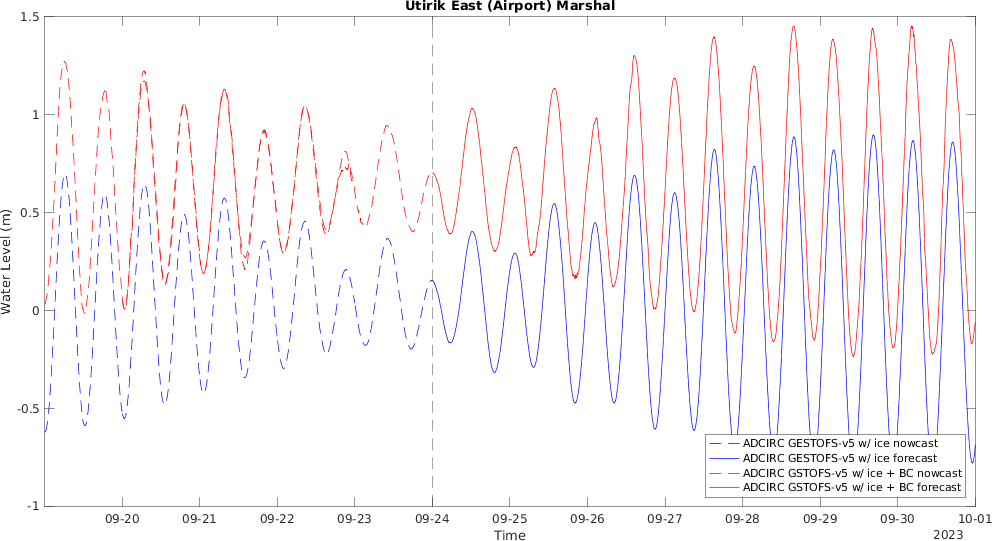 Utirik East (Airport) Marshal
1.5
1
0.5
0
-0.5
-1
Water Level (m)
ADCIRC GESTOFS-v5 w/ ice nowcast
ADCIRC GESTOFS-v5 w/ ice forecast
ADCIRC GSTOFS-v5 w/ ice + BC nowcast
ADCIRC GSTOFS-v5 w/ ice + BC forecast
09-20 09-21 09-22 09-23 09-24 09-25 09-26 09-27 09-28 09-29 09-30 10-01
Time
2023